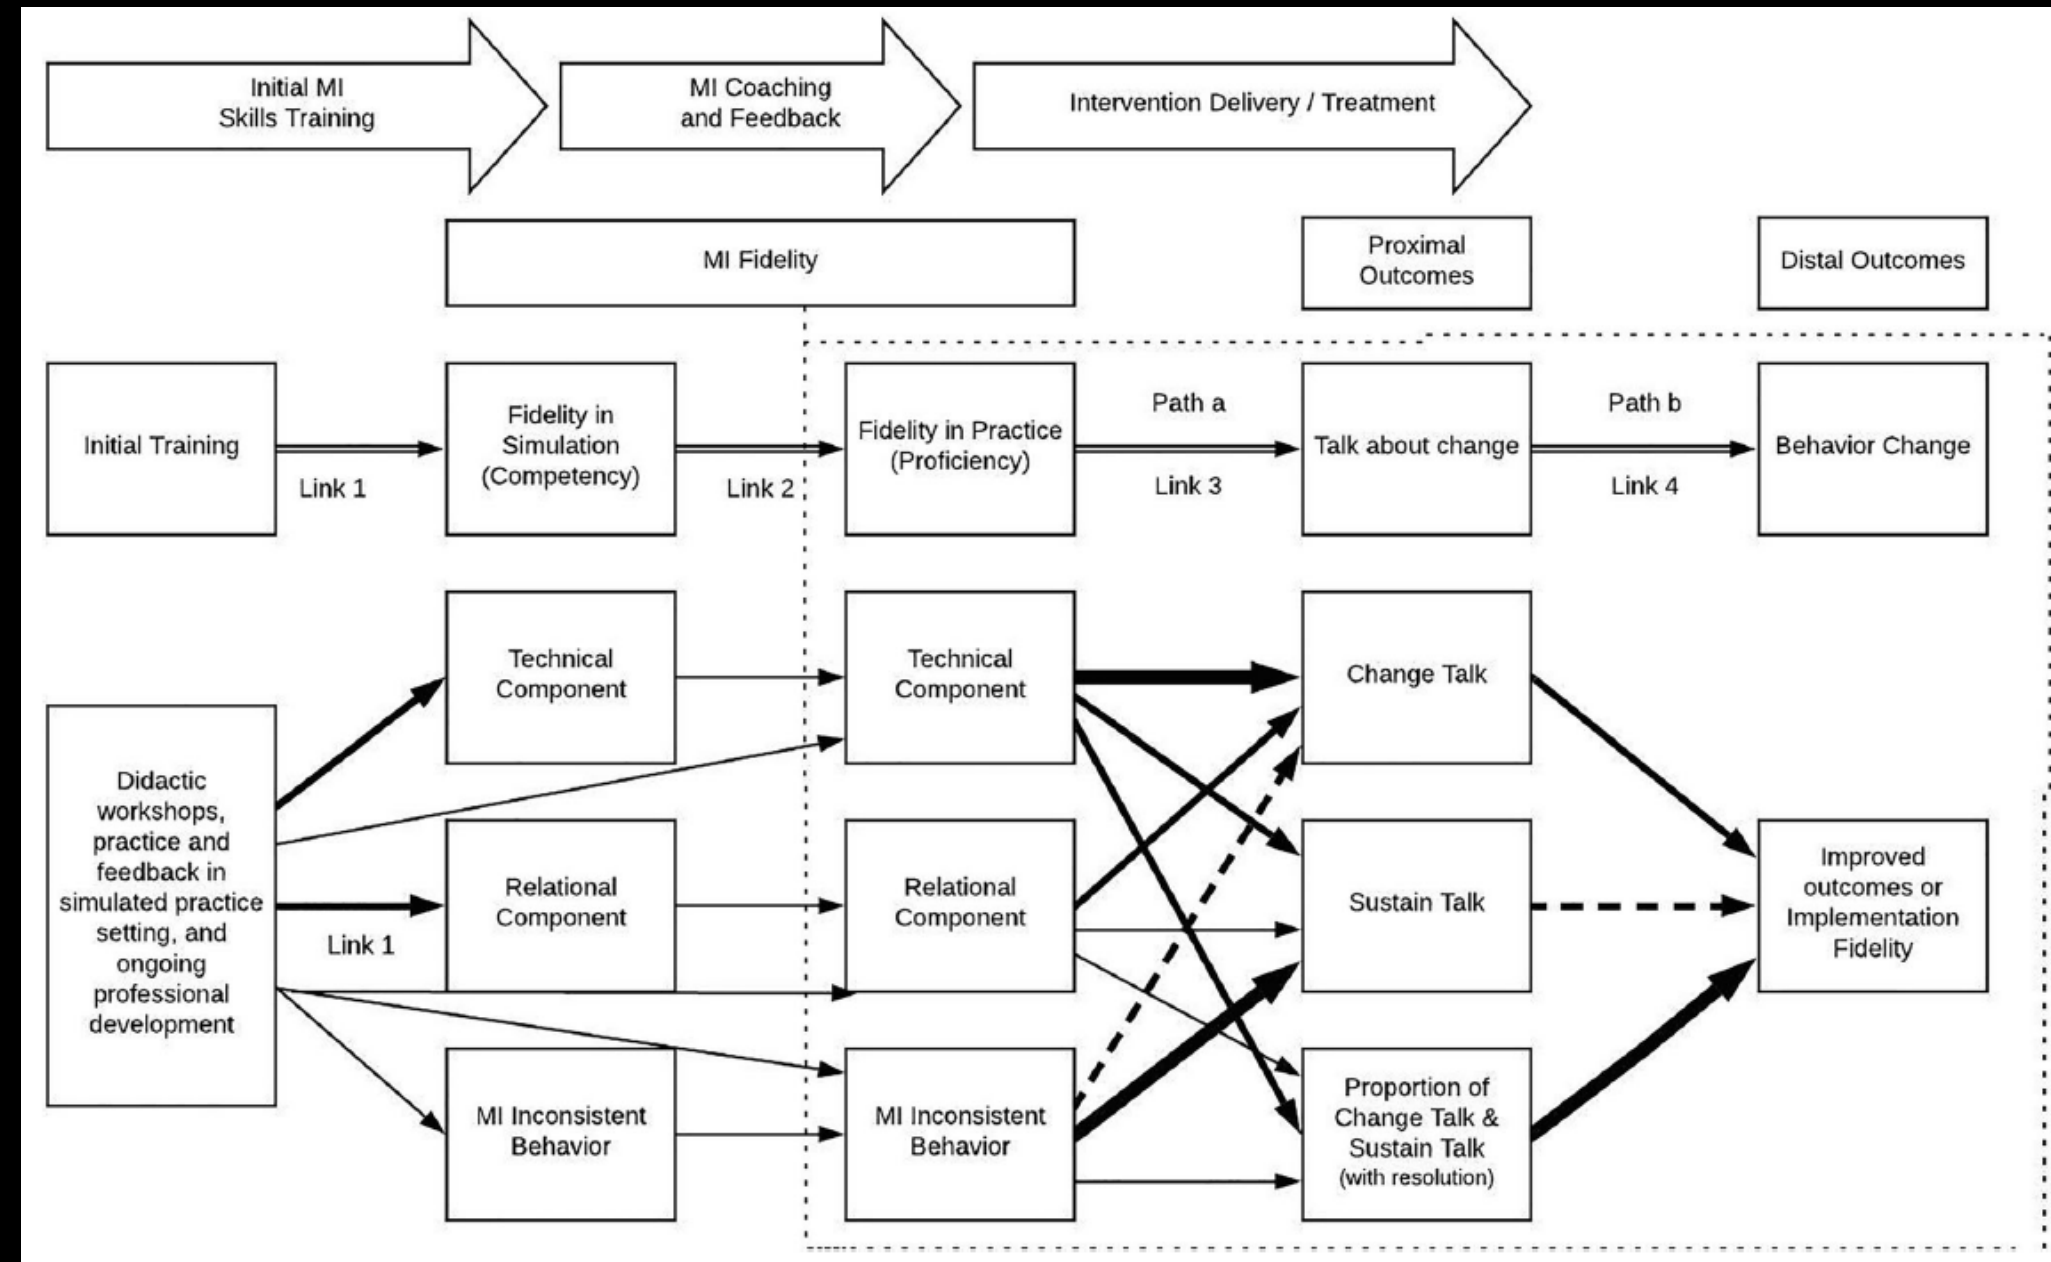 Initial MI
Skills Training
MI Coaching
and Feedback
Intervention Delivery / Treatment
MI Fidelity
Proximal
Outcomes
Distal Outcomes
Initial Training
Link 1
Fidelity in
Simulation
(Competency)
Link 2
Fidelity in Practice
(Proficiency)
Path a
Link 3
Talk about change
Path b
Link 4
Behavior Change
Didactic
workshops,
practice and
feedback in
simulated practice
setting, and
ongoing
professional
development
Link 1
Technical
Component
Technical
Component
Change Talk
Relational
Component
Relational
Component
Sustain Talk
Improved
outcomes or
Implementation
Fidelity
MI Inconsistent
Behavior
MI Inconsistent
Behavior
Proportion of
Change Talk &
Sustain Talk
(with resolution)